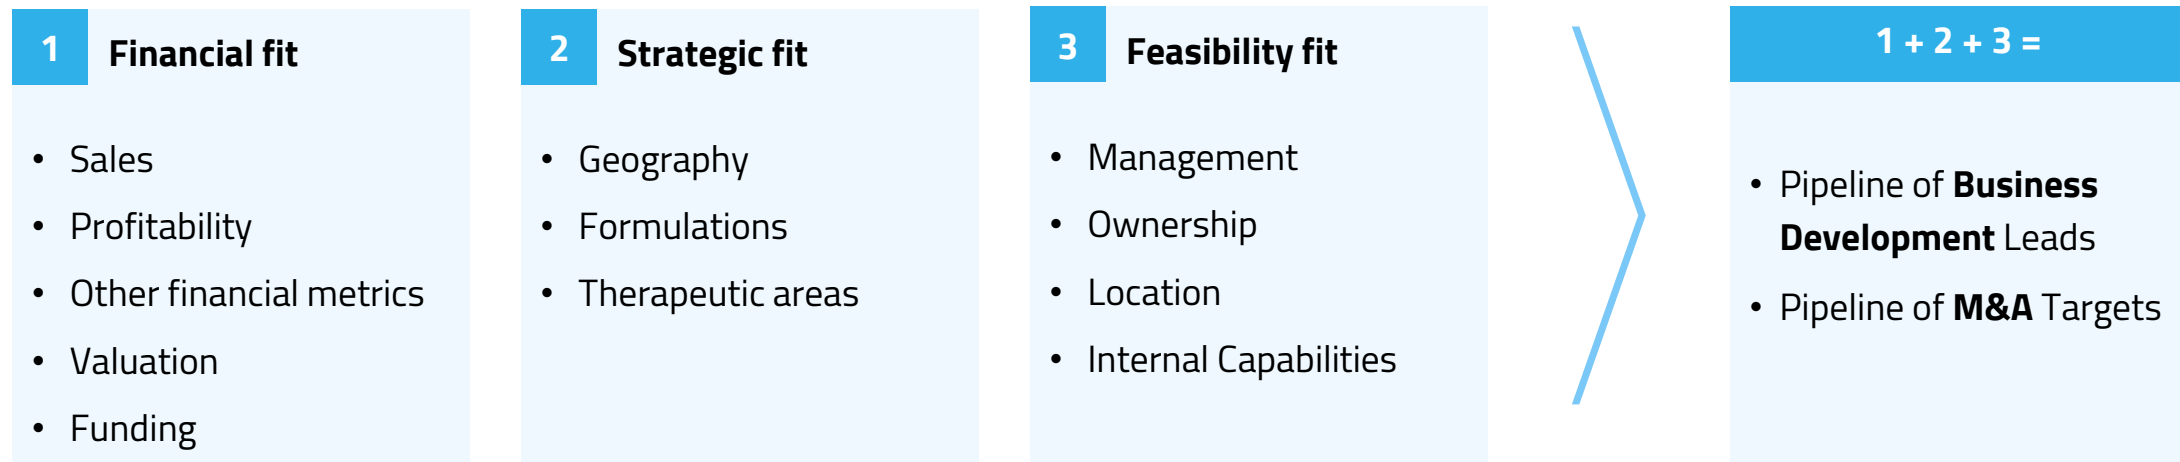 1 Financial fit
• Sales
• Profitability
• Other financial metrics
• Valuation
• Funding
2 Strategic fit
• Geography
• Formulations
• Therapeutic areas
3 Feasibility fit
• Management
• Ownership
• Location
• Internal Capabilities
1 + 2 + 3 =
• Pipeline of Business
Development Leads
• Pipeline of M&A Targets